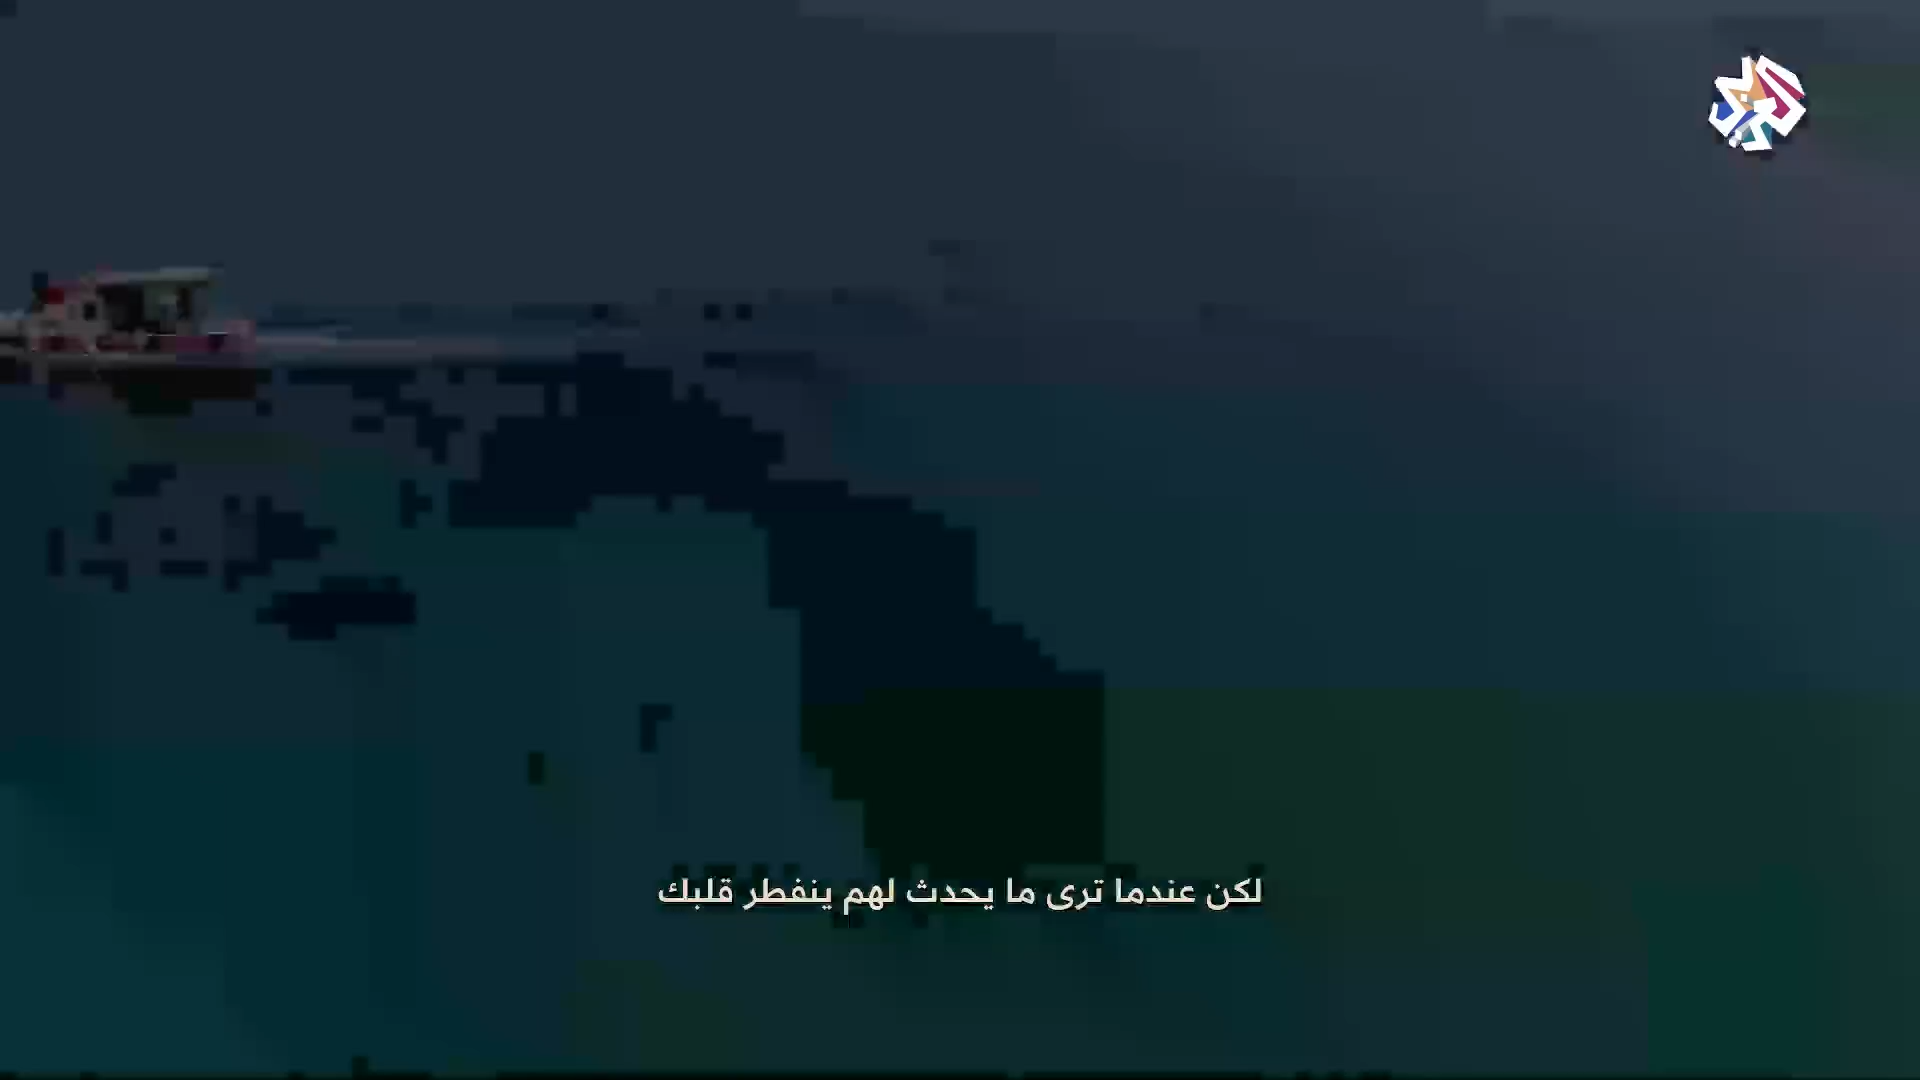 لكن عندما ترى ما يحدث لهم ينفطر قلبك